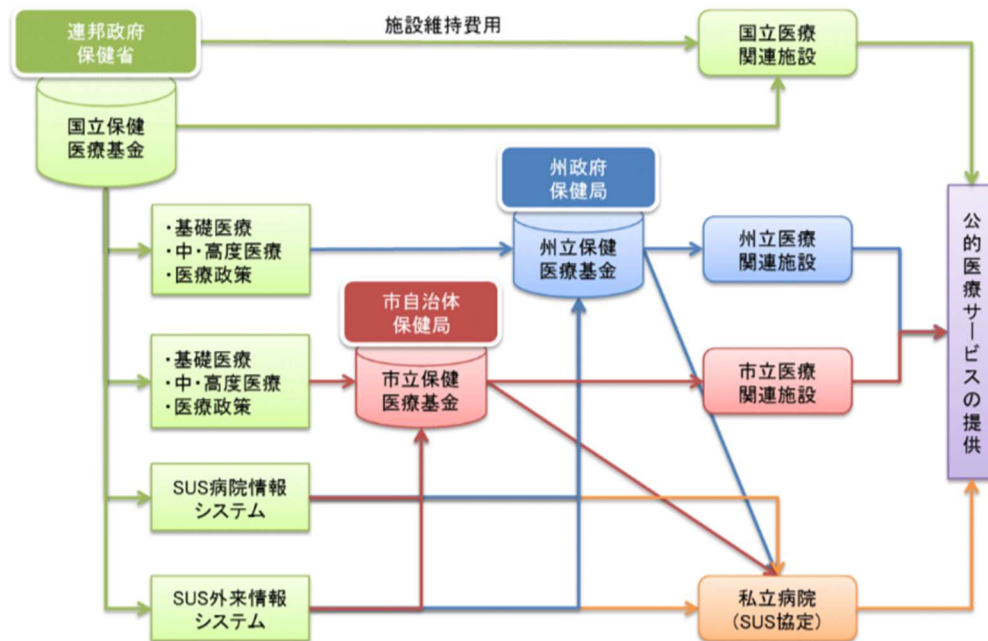 連邦政府
保健省
施設維持費用
国立医療
関連施設
国立保健
医療基金
州政府
保健局
・基礎医療
・中・高度医療
・医療政策
州立保健
医療基金
州立医療
関連施設
公的医療サービスの提供
市自治体
保健局
・基礎医療
・中・高度医療
・医療政策
市立保健
医療基金
市立医療
関連施設
SUS病院情報
システム
SUS外来情報
システム
私立病院
(SUS協定)